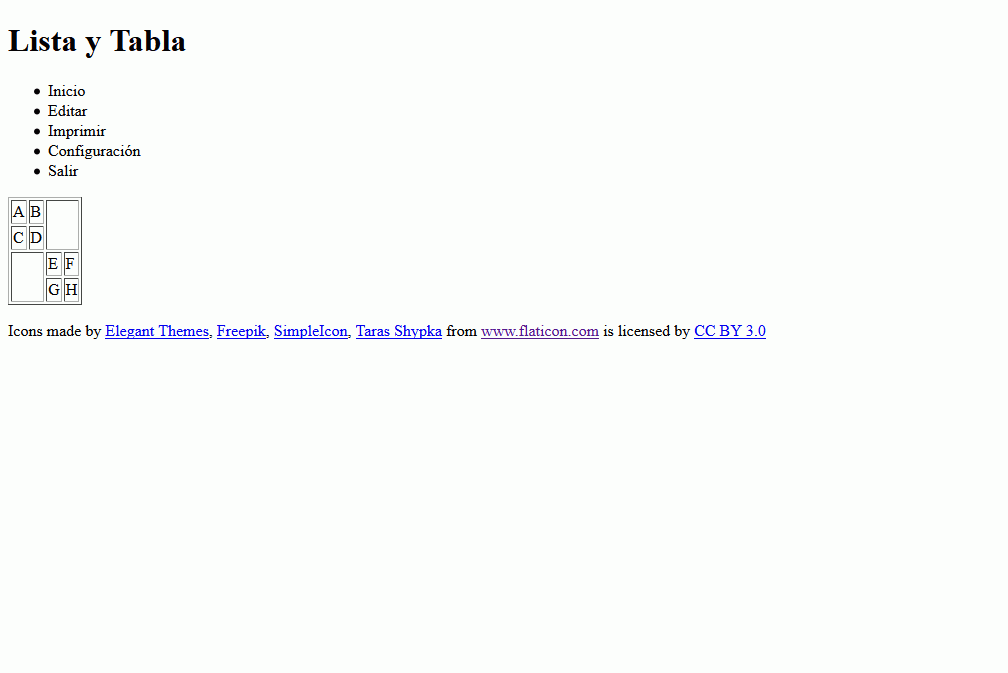 Lista y Tabla
Inicio
Editar
Imprimir
Configuración
Salir
A B
C D
E F
G H
Icons made by Elegant Themes, Freepik, SimpleIcon, Taras Shypka from www.flaticon.com is licensed by CC BY 3.0